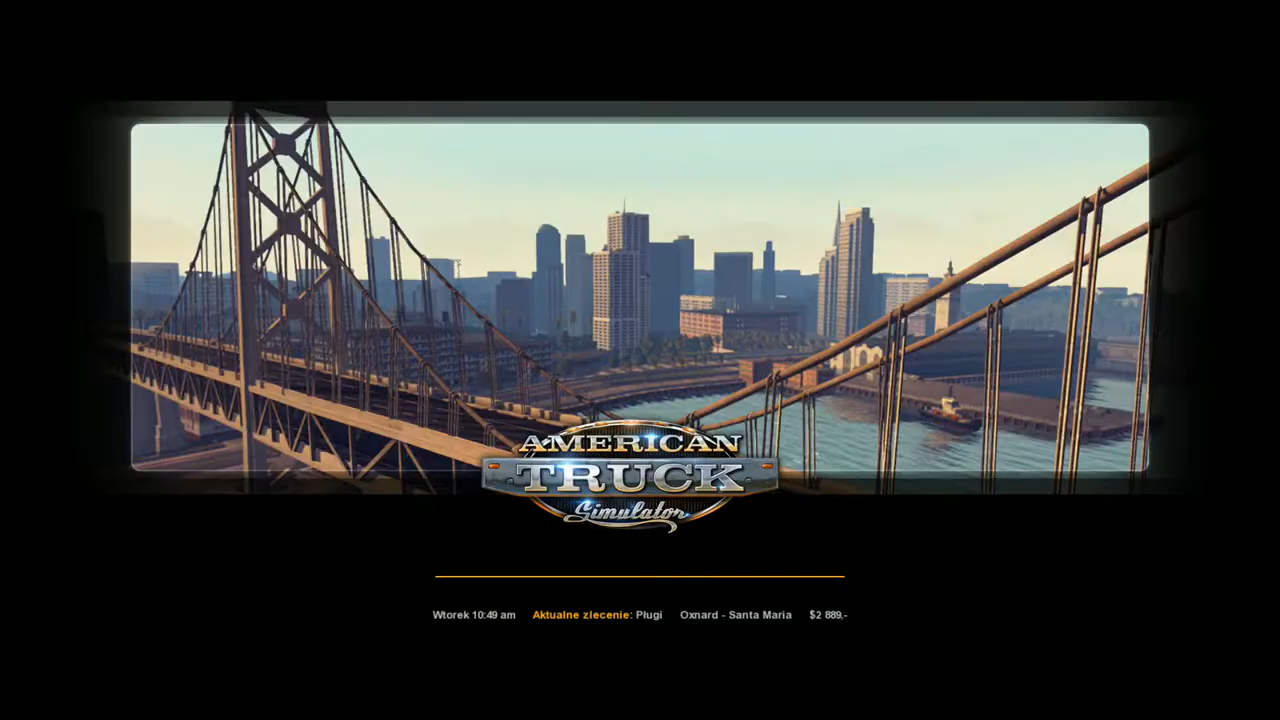 AMERICAN
TRUCK
Simulator
Wtorek 10:49 am Aktualne zlecenie: Pługi Oxnard - Santa Maria $2 889,-